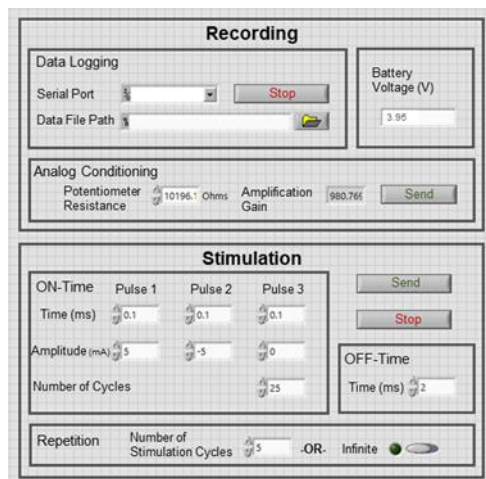 Recording
Data Logging
Serial Port
Stop
Data File Path
Battery
Voltage (V)
3.95
Analog Conditioning
Potentiometer
Resistance
10196.1 Ohms
Amplification
Gain
980.76
Send
Stimulation
ON-Time Pulse 1 Pulse 2 Pulse 3
Time (ms) 0.1 0.1 0.1
Amplitude (mA) 5 -5 0
Number of Cycles 25
Send
Stop
OFF-Time
Time (ms) 2
Repetition
Number of
Stimulation Cycles 5 -OR- Infinite